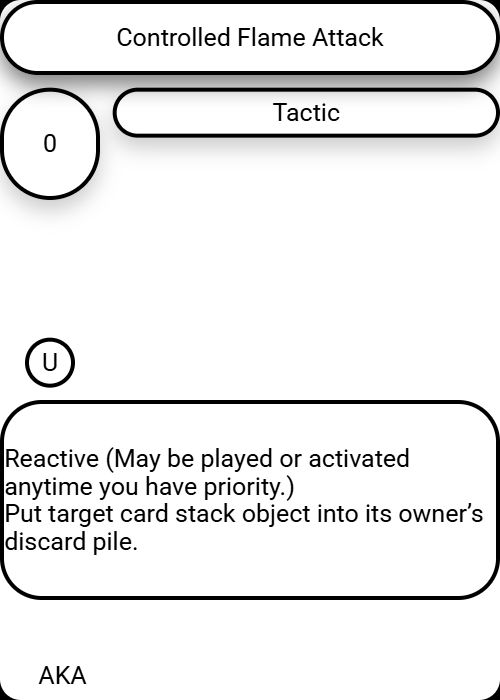 Controlled Flame Attack
0
Tactic
U
Reactive (May be played or activated
anytime you have priority.)
Put target card stack object into its owner’s
discard pile.
AKA